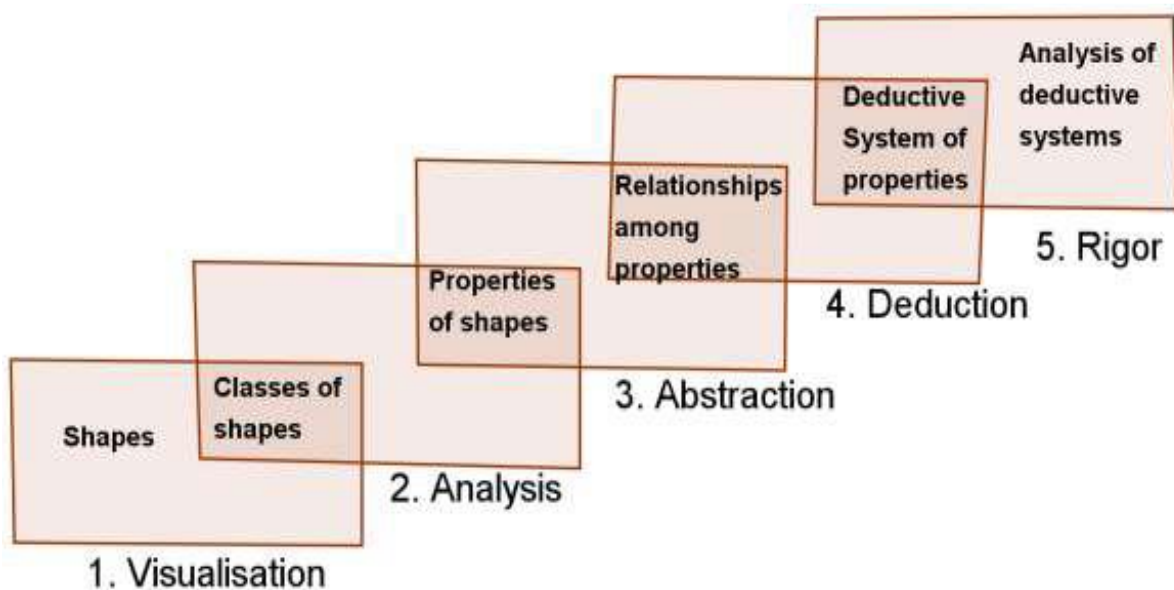 Shapes
Classes of
shapes
1. Visualisation
Properties
of shapes
2. Analysis
Relationships
among
properties
3. Abstraction
Deductive
System of
properties
4. Deduction
Analysis of
deductive
systems
5. Rigor